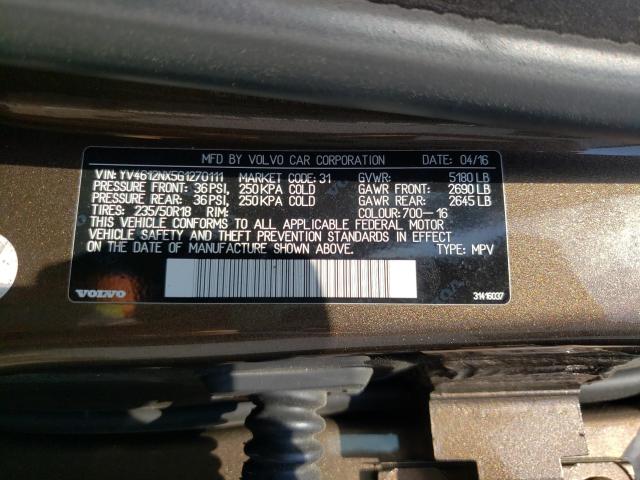 MFD BY VOLVO CAR CORPORATION DATE: 04/16
VIN: YV4612NX561270111 MARKET CODE: 31 GVWR: 5180 LB
PRESSURE FRONT: 36 PSI, 250 KPA COLD GAWR FRONT: 2690 LB
PRESSURE REAR: 36 PSI, 250 KPA COLD GAWR REAR: 2645 LB
TIRES: 235/50R18 RIM: COLOUR: 700-16
THIS VEHICLE CONFORMS TO ALL APPLICABLE FEDERAL MOTOR
VEHICLE SAFETY AND THEFT PREVENTION STANDARDS IN EFFECT
ON THE DATE OF MANUFACTURE SHOWN ABOVE. TYPE: MPV
VOLVO 31416037